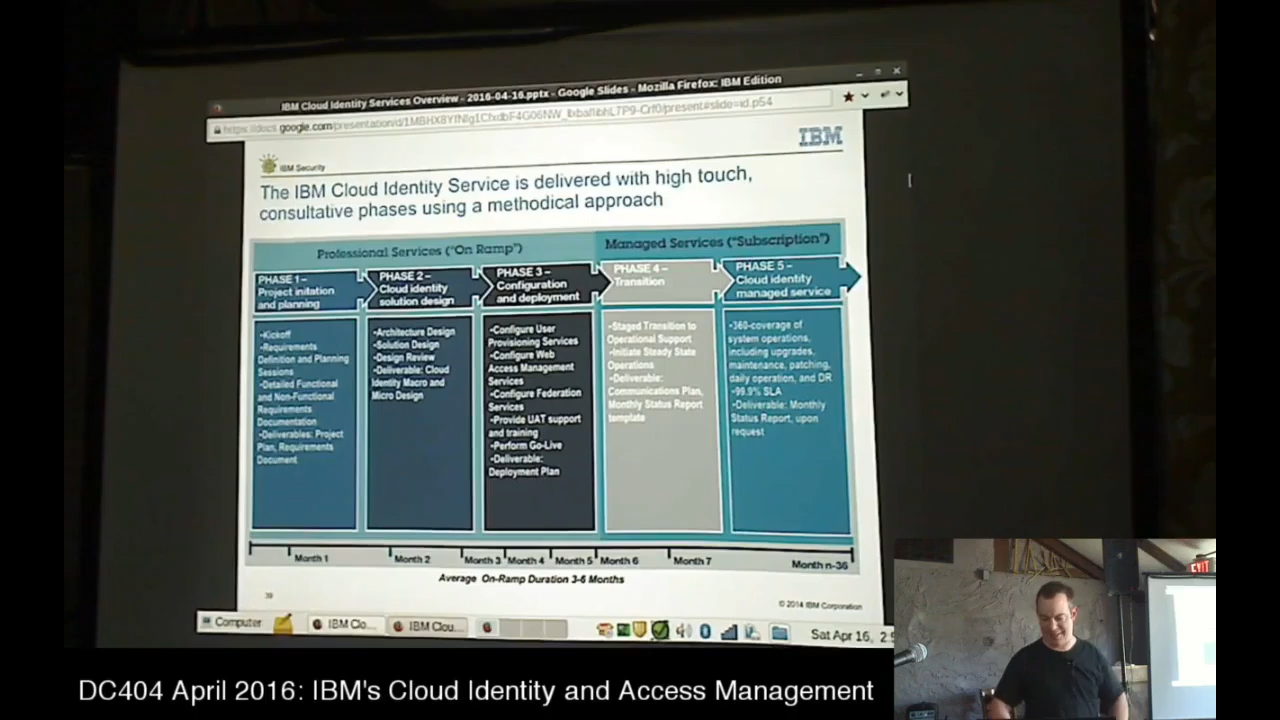 IBM Cloud Identity Services Overview - 2016-04-16.pptx - Google Slides - Mozilla Firefox: IBM Edition
IBM
IBM Security
The IBM Cloud Identity Service is delivered with high touch,
consultative phases using a methodical approach
Professional Services ("On Ramp")
Managed Services ("Subscription")
PHASE 1 –
Project initation
and planning
PHASE 2 –
Cloud identity
solution design
PHASE 3 –
Configuration
and deployment
PHASE 4 –
Transition
PHASE 5 –
Cloud identity
managed service
•Kickoff
•Requirements
Definition and Planning
Sessions
•Detailed Functional
and Non-Functional
Requirements
Documentation
•Deliverables: Project
Plan, Requirements
Document
•Architecture Design
•Solution Design
•Design Review
•Deliverable: Cloud
Identity Macro and
Micro Design
•Configure User
Provisioning Services
•Configure Web
Access Management
Services
•Configure Federation
Services
•Provide UAT support
and training
•Perform Go-Live
•Deliverable:
Deployment Plan
•Staged Transition to
Operational Support
•Initiate Steady State
Operations
•Deliverable:
Communications Plan,
Monthly Status Report
template
•360-coverage of
system operations,
including upgrades,
maintenance, patching,
daily operation, and DR
•99.9% SLA
•Deliverable: Monthly
Status Report, upon
request
Month 1 Month 2 Month 3 Month 4 Month 5 Month 6 Month 7 Month n-36
Average On-Ramp Duration 3-6 Months
39
© 2014 IBM Corporation
Computer IBM Clo... IBM Clou... Sat Apr 16,
EXIT
DC404 April 2016: IBM's Cloud Identity and Access Management